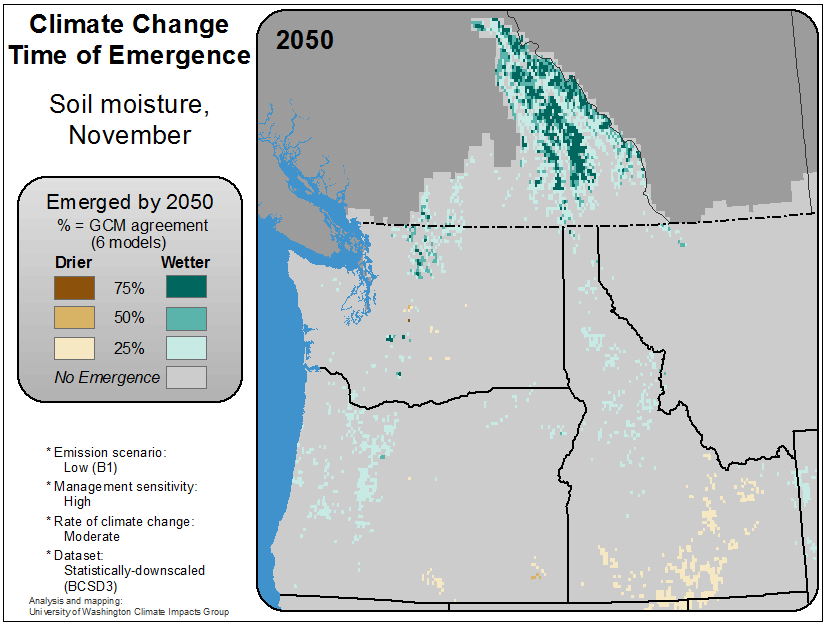 Climate Change
Time of Emergence
Soil moisture,
November
Emerged by 2050
% = GCM agreement
(6 models)
Drier Wetter
75%
50%
25%
No Emergence
* Emission scenario:
Low (B1)
* Management sensitivity:
High
* Rate of climate change:
Moderate
* Dataset:
Statistically-downscaled
(BCSD3)
Analysis and mapping:
University of Washington Climate Impacts Group
2050